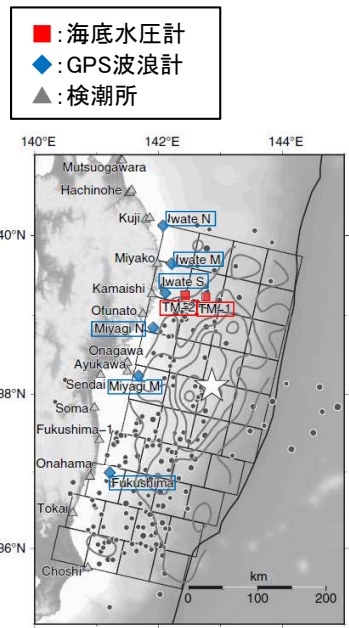 ■:海底水圧計
◆:GPS波浪計
▲:検潮所
140°E 142°E 144°E
Mutsuogawara
Hachinohe
Kuji
Iwate N
40°N
Miyako
Iwate M
Iwate S
Kamaishi
TM-2 TM-1
Ofunato
Miyagi N
Onagawa
Ayukawa
38°N
Sendai
Miyagi M
Soma
Fukushima-1
Onahama
Fukushima
Tokai
36°N
Choshi
km
0 100 200